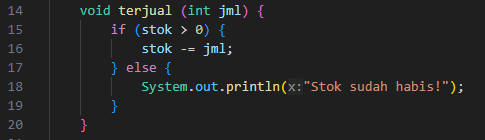 14 void terjual (int jml) {
15 if (stok > 0) {
16 stok -= jml;
17 } else {
18 System.out.println(x:"Stok sudah habis!");
19 }
20 }